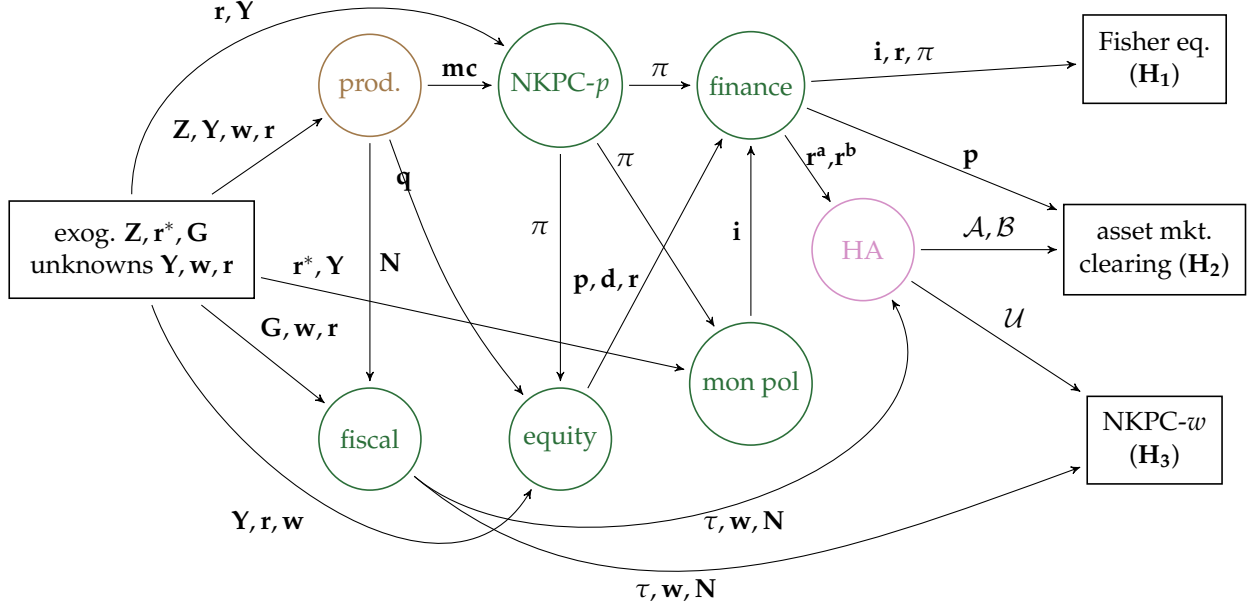 r, Y
prod.
mc
NKPC-p
π
finance
i, r, π
Fisher eq.
(H₁)
Z, Y, w, r
q
π
rᵃ,rᵇ
p
exog. Z, r*, G
unknowns Y, w, r
r*, Y
N
π
p, d, r
i
HA
𝒜, ℬ
asset mkt.
clearing (H₂)
G, w, r
mon pol
𝒰
fiscal
equity
NKPC-w
(H₃)
Y, r, w
τ, w, N
τ, w, N